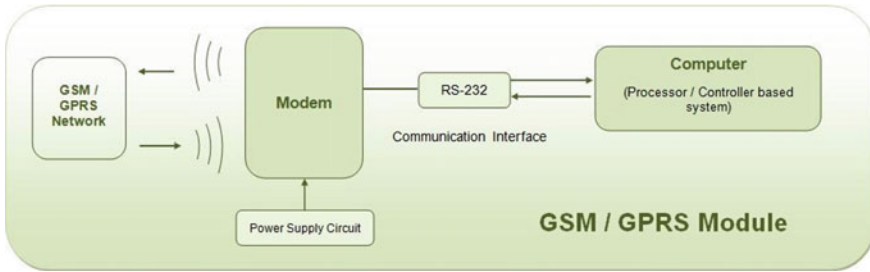 GSM /
GPRS
Network
Modem
RS-232
Communication Interface
Computer
(Processor / Controller based
system)
Power Supply Circuit
GSM / GPRS Module